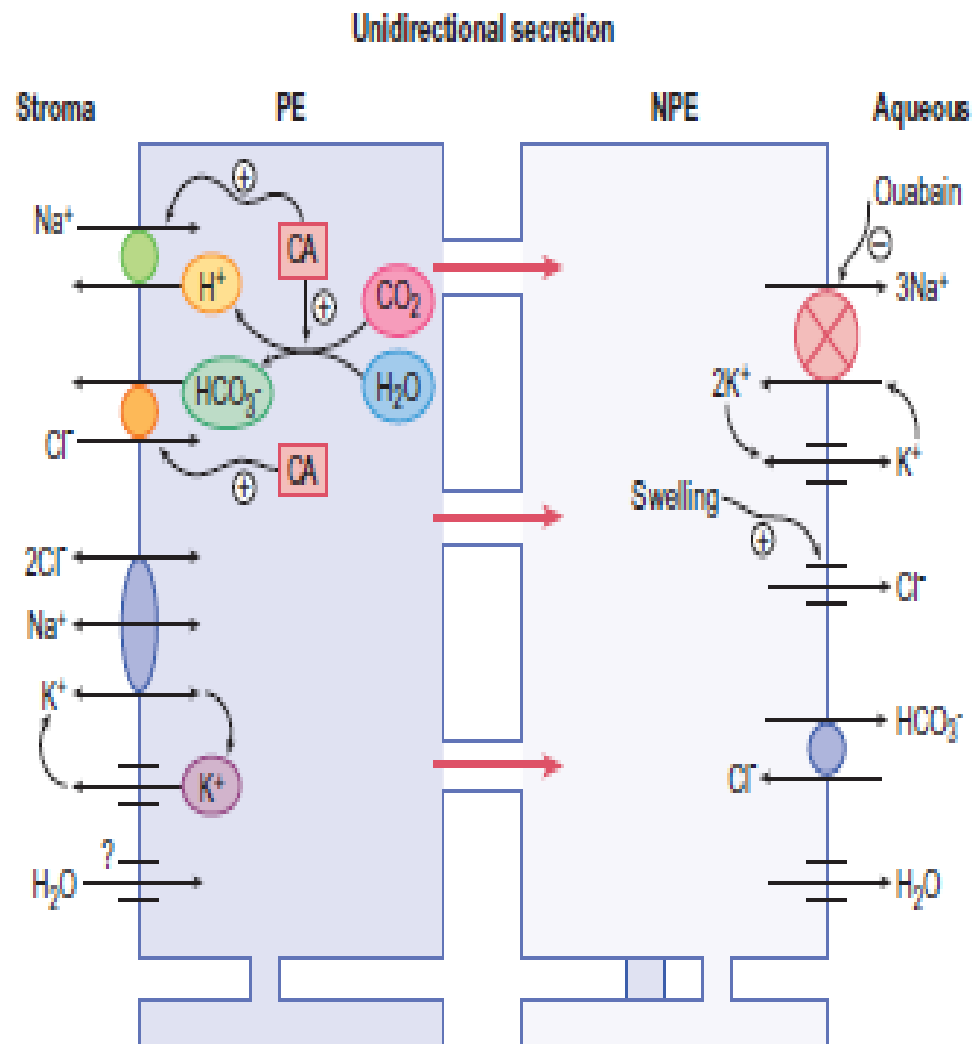 Unidirectional secretion
Stroma PE NPE Aqueous
+
Ouabain
Na⁺ CA −
H⁺ + CO₂ 3Na⁺
HCO₃⁻ H₂O 2K⁺
Cl⁻ CA K⁺
+ Swelling
+
2Cl⁻ Cl⁻
Na⁺
K⁺ HCO₃⁻
K⁺ Cl⁻
?
H₂O H₂O